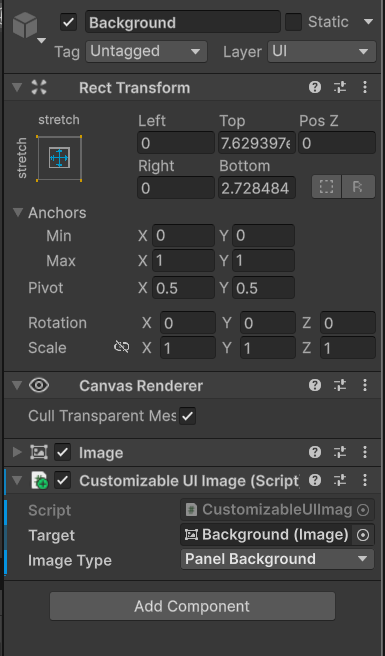 Background Static
Tag Untagged Layer UI
Rect Transform
stretch Left Top Pos Z
stretch 0 7.629397e 0
Right Bottom
0 2.728484 R
Anchors
Min X 0 Y 0
Max X 1 Y 1
Pivot X 0.5 Y 0.5
Rotation X 0 Y 0 Z 0
Scale X 1 Y 1 Z 1
Canvas Renderer
Cull Transparent Mes
Image
Customizable UI Image (Script
Script # CustomizableUIImag
Target Background (Image)
Image Type Panel Background
Add Component